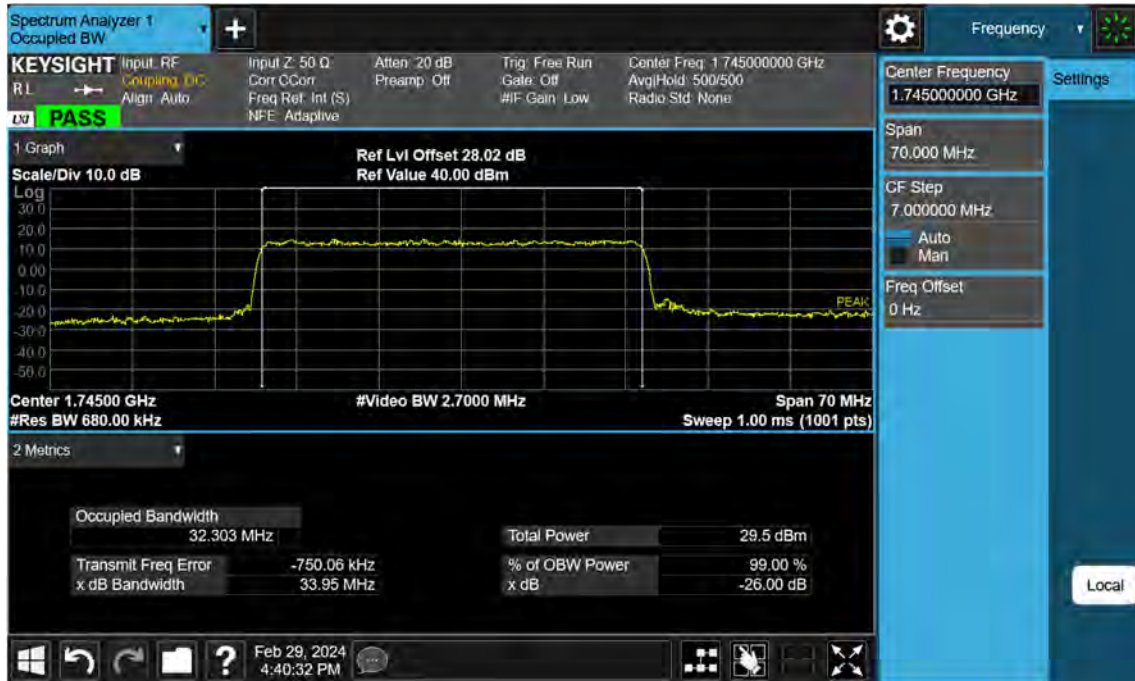 Spectrum Analyzer 1
Occupied BW
+
Frequency
KEYSIGHT
RL
LXI PASS
Input: RF
Coupling: DC
Align: Auto
Input Z: 50 Ω
Corr CCorr
Freq Ref: Int (S)
NFE: Adaptive
Atten: 20 dB
Preamp: Off
Trig: Free Run
Gate: Off
#IF Gain: Low
Center Freq: 1.745000000 GHz
Avg|Hold: 500/500
Radio Std: None
Center Frequency
1.745000000 GHz
Settings
Span
70.000 MHz
CF Step
7.000000 MHz
Auto
Man
Freq Offset
0 Hz
Local
1 Graph
Scale/Div 10.0 dB
Ref Lvl Offset 28.02 dB
Ref Value 40.00 dBm
Log
30.0
20.0
10.0
0.00
-10.0
-20.0
-30.0
-40.0
-50.0
PEAK
Center 1.74500 GHz
#Video BW 2.7000 MHz
Span 70 MHz
#Res BW 680.00 kHz
Sweep 1.00 ms (1001 pts)
2 Metrics
Occupied Bandwidth
32.303 MHz
Total Power 29.5 dBm
Transmit Freq Error -750.06 kHz
% of OBW Power 99.00 %
x dB Bandwidth 33.95 MHz
x dB -26.00 dB
?
Feb 29, 2024
4:40:32 PM